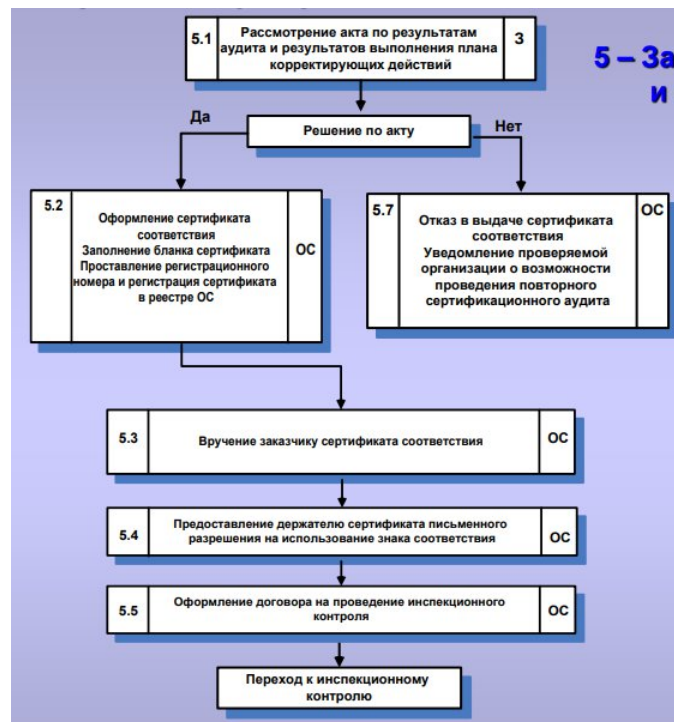 5.1
Рассмотрение акта по результатам
аудита и результатов выполнения плана
корректирующих действий
З
5 – За
и
Да
Решение по акту
Нет
5.2
Оформление сертификата
соответствия
Заполнение бланка сертификата
Проставление регистрационного
номера и регистрация сертификата
в реестре ОС
ОС
5.7
Отказ в выдаче сертификата
соответствия
Уведомление проверяемой
организации о возможности
проведения повторного
сертификационного аудита
ОС
5.3
Вручение заказчику сертификата соответствия
ОС
5.4
Предоставление держателю сертификата письменного
разрешения на использование знака соответствия
ОС
5.5
Оформление договора на проведение инспекционного
контроля
ОС
Переход к инспекционному
контролю